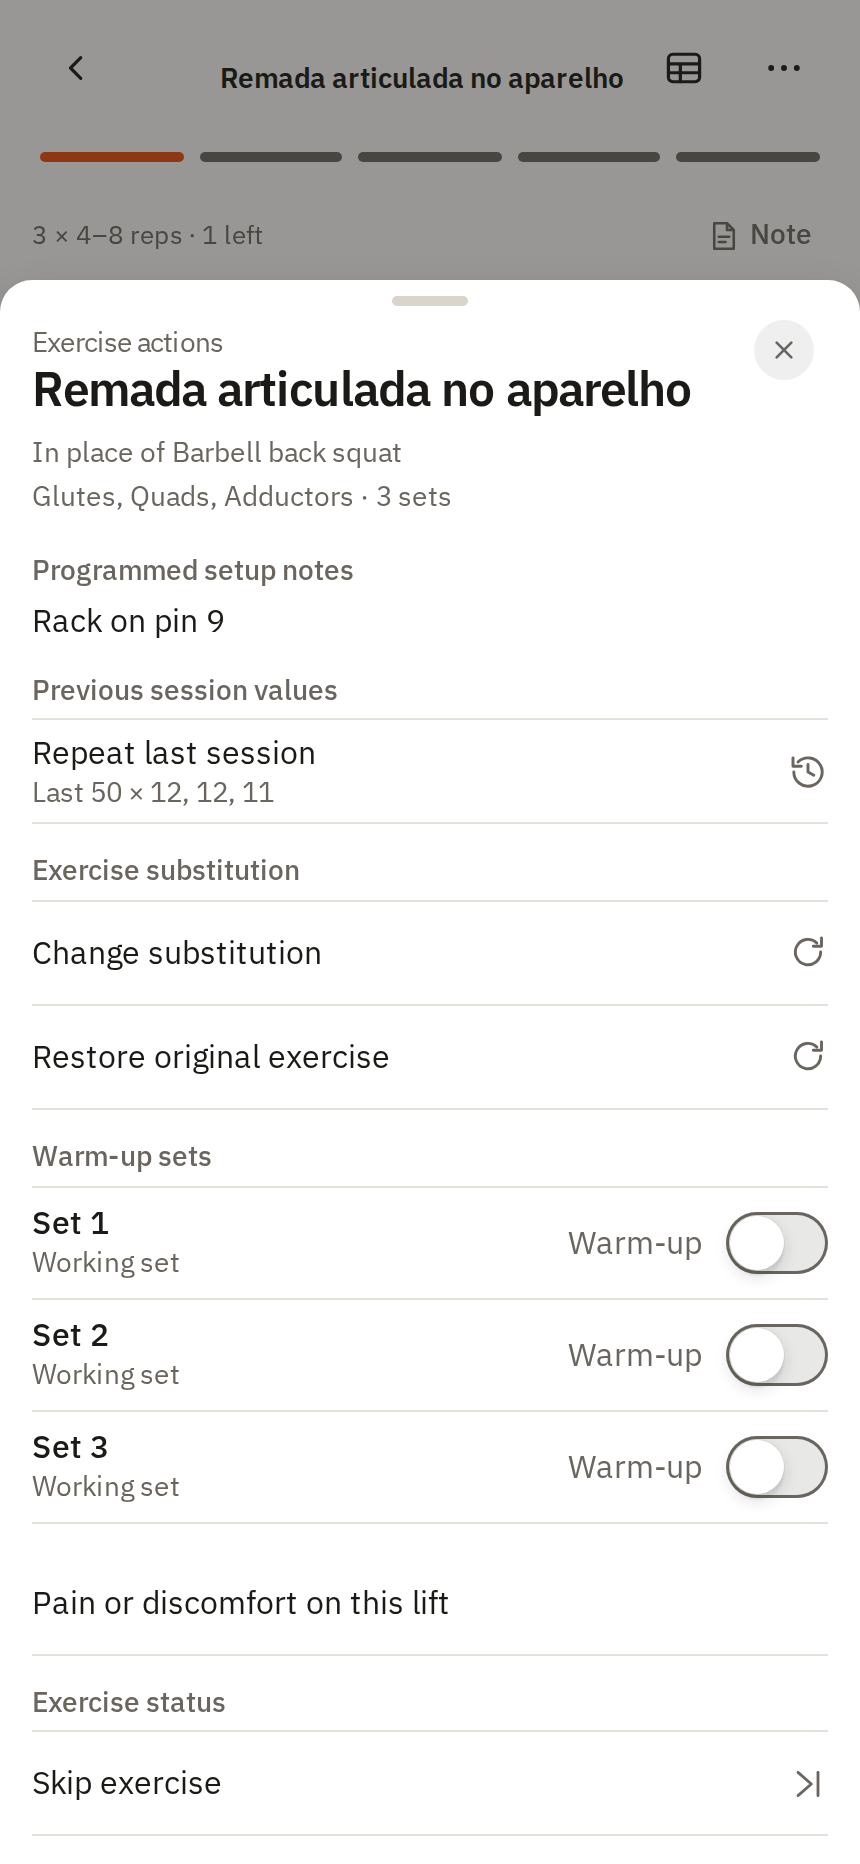 Remada articulada no aparelho
3 × 4–8 reps · 1 left
Note
Exercise actions
Remada articulada no aparelho
In place of Barbell back squat
Glutes, Quads, Adductors · 3 sets
Programmed setup notes
Rack on pin 9
Previous session values
Repeat last session
Last 50 × 12, 12, 11
Exercise substitution
Change substitution
Restore original exercise
Warm-up sets
Set 1
Working set
Warm-up
Set 2
Working set
Warm-up
Set 3
Working set
Warm-up
Pain or discomfort on this lift
Exercise status
Skip exercise